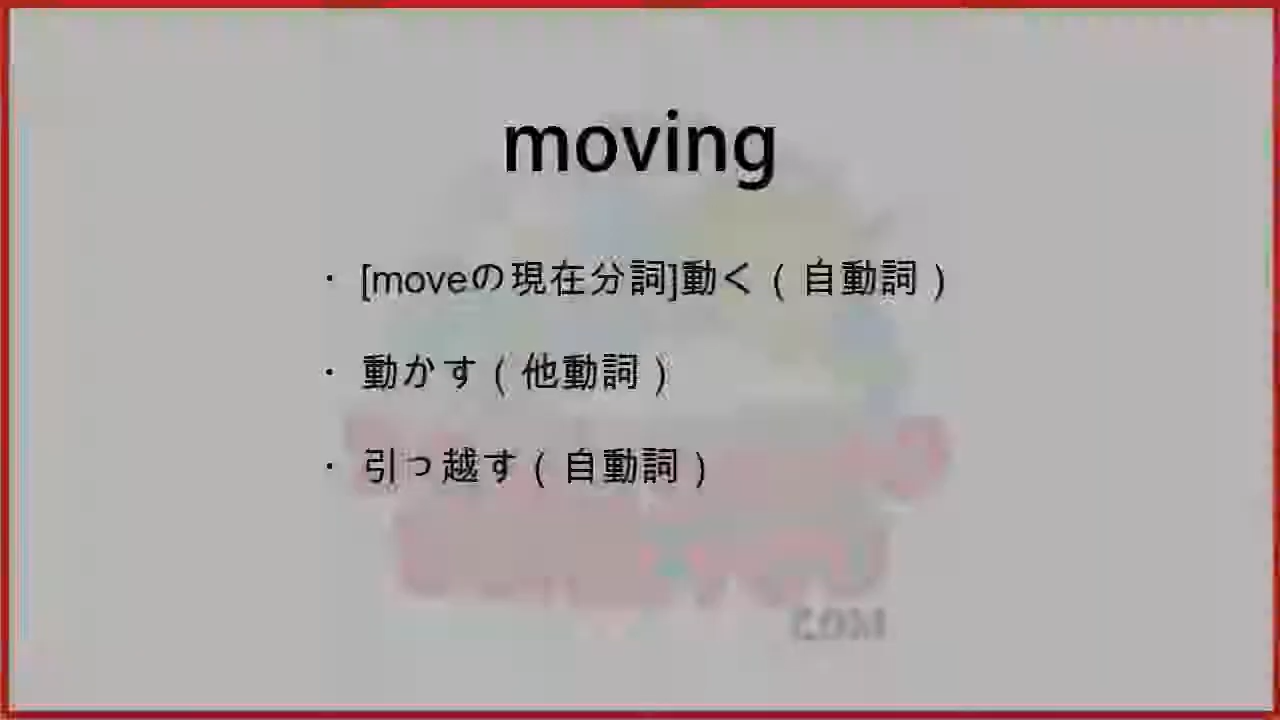 moving
・ [moveの現在分詞]動く ( 自動詞 )
・ 動かす ( 他動詞 )
・ 引っ越す ( 自動詞 )
.COM